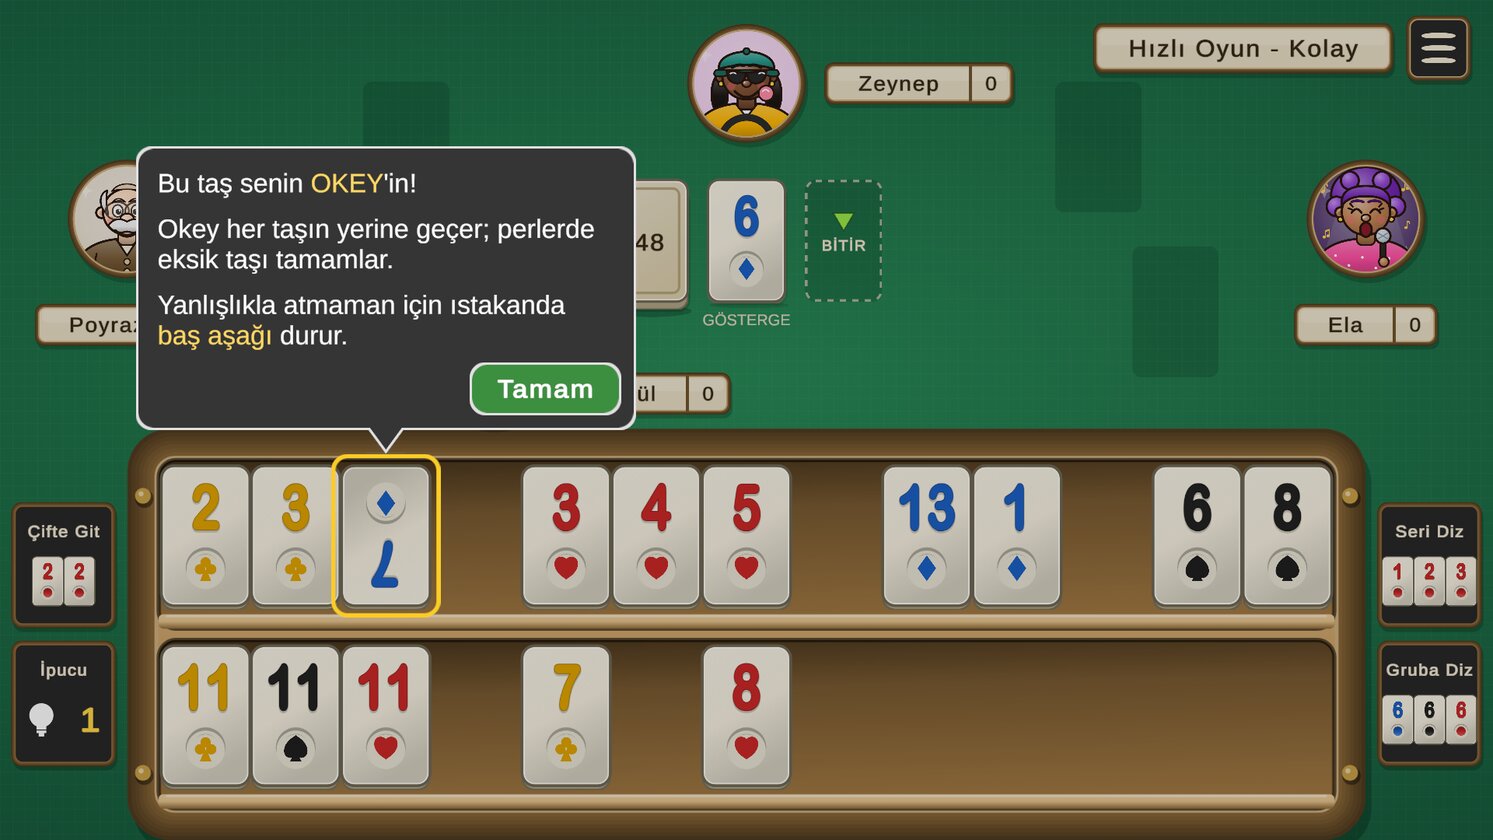 Hızlı Oyun - Kolay
Zeynep 0
Bu taş senin OKEY'in!
Okey her taşın yerine geçer; perlerde
eksik taşı tamamlar.
Yanlışlıkla atmaman için ıstakanda
baş aşağı durur.
Tamam
48
6
BİTİR
GÖSTERGE
Ela 0
0
2 3 7 3 4 5 13 1 6 8
11 11 11 7 8
Çifte Git
2 2
İpucu
1
Seri Diz
1 2 3
Gruba Diz
6 6 6